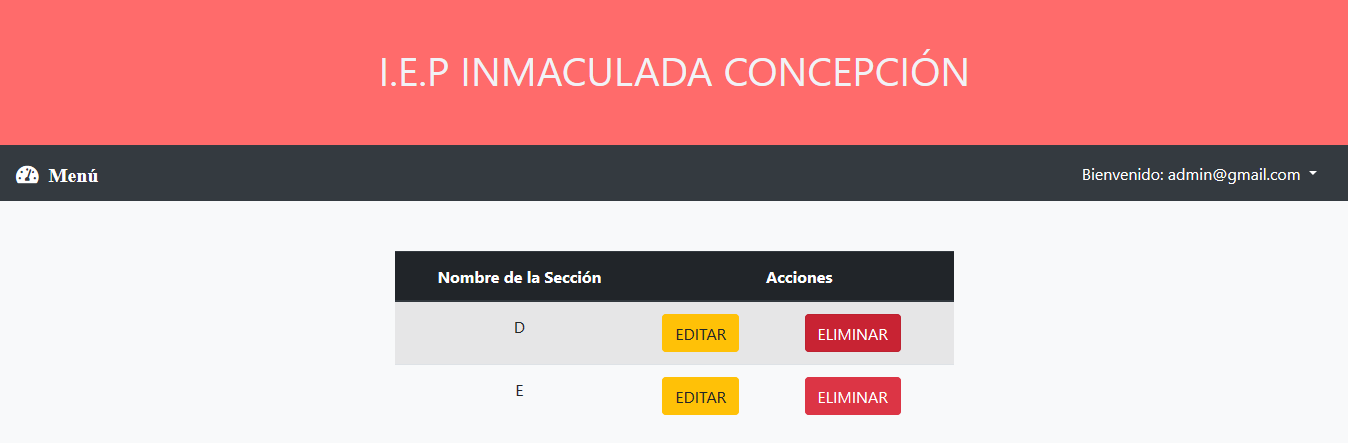 I.E.P INMACULADA CONCEPCIÓN
Menú
Bienvenido: admin@gmail.com
Nombre de la Sección Acciones
D EDITAR ELIMINAR
E EDITAR ELIMINAR